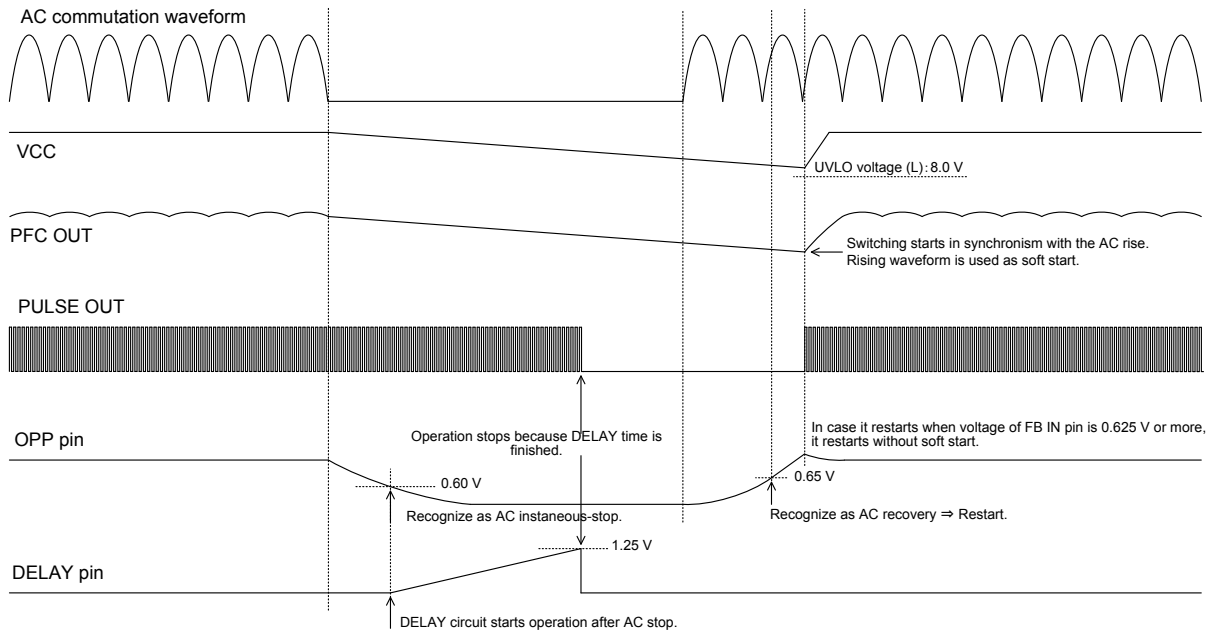 AC commutation waveform
VCC
UVLO voltage (L): 8.0 V
PFC OUT
Switching starts in synchronism with the AC rise.
Rising waveform is used as soft start.
PULSE OUT
OPP pin
Operation stops because DELAY time is
finished.
In case it restarts when voltage of FB IN pin is 0.625 V or more,
it restarts without soft start.
0.60 V
0.65 V
Recognize as AC instaneous-stop.
Recognize as AC recovery ⇒ Restart.
1.25 V
DELAY pin
DELAY circuit starts operation after AC stop.